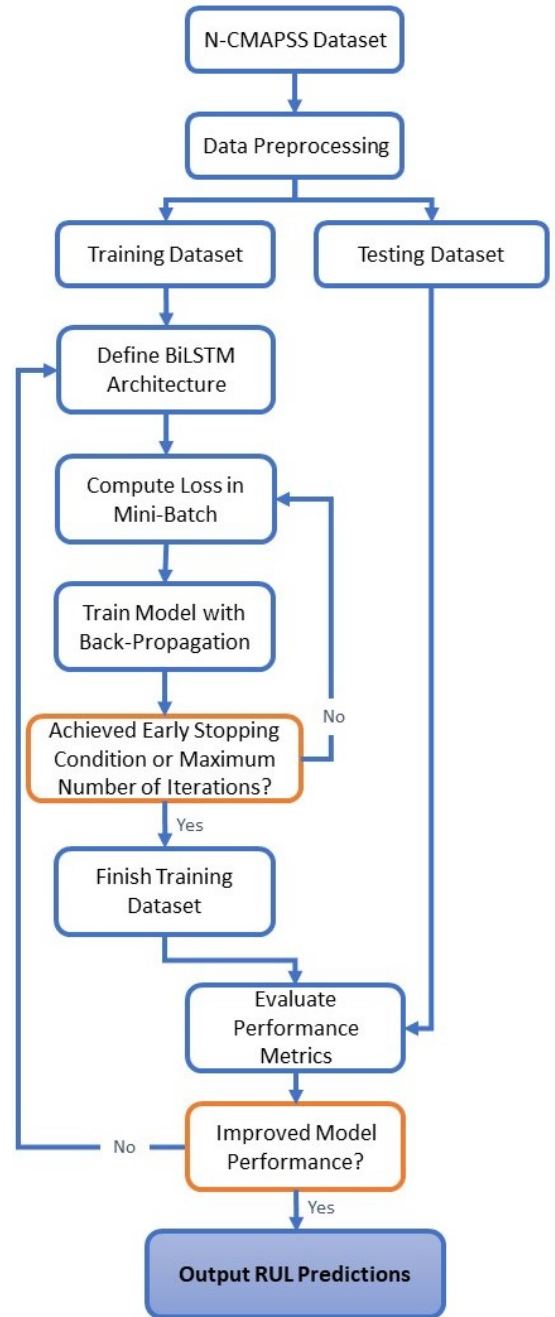 N-CMAPSS Dataset
Data Preprocessing
Training Dataset
Testing Dataset
Define BiLSTM
Architecture
Compute Loss in
Mini-Batch
Train Model with
Back-Propagation
No
Achieved Early Stopping
Condition or Maximum
Number of Iterations?
Yes
Finish Training
Dataset
Evaluate
Performance
Metrics
No
Improved Model
Performance?
Yes
Output RUL Predictions